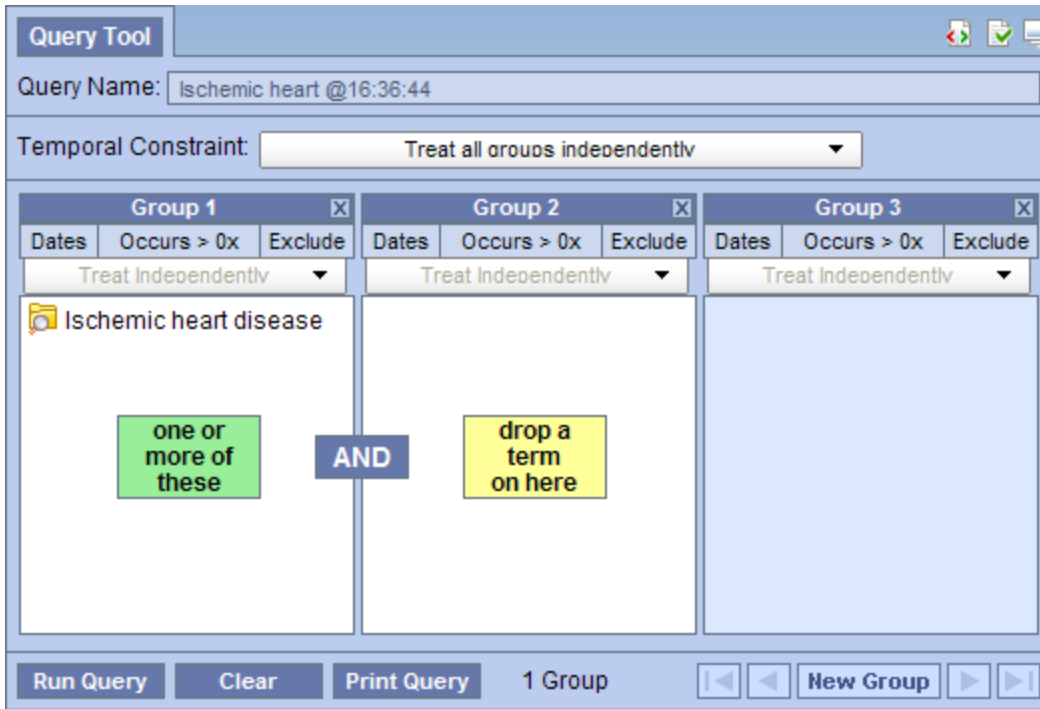 Query Tool
Query Name: Ischemic heart @16:36:44
Temporal Constraint: Treat all groups independently
Group 1 X Group 2 X Group 3 X
Dates Occurs > 0x Exclude Dates Occurs > 0x Exclude Dates Occurs > 0x Exclude
Treat Independently Treat Independently Treat Independently
Ischemic heart disease
one or
more of
these
AND
drop a
term
on here
Run Query Clear Print Query 1 Group New Group